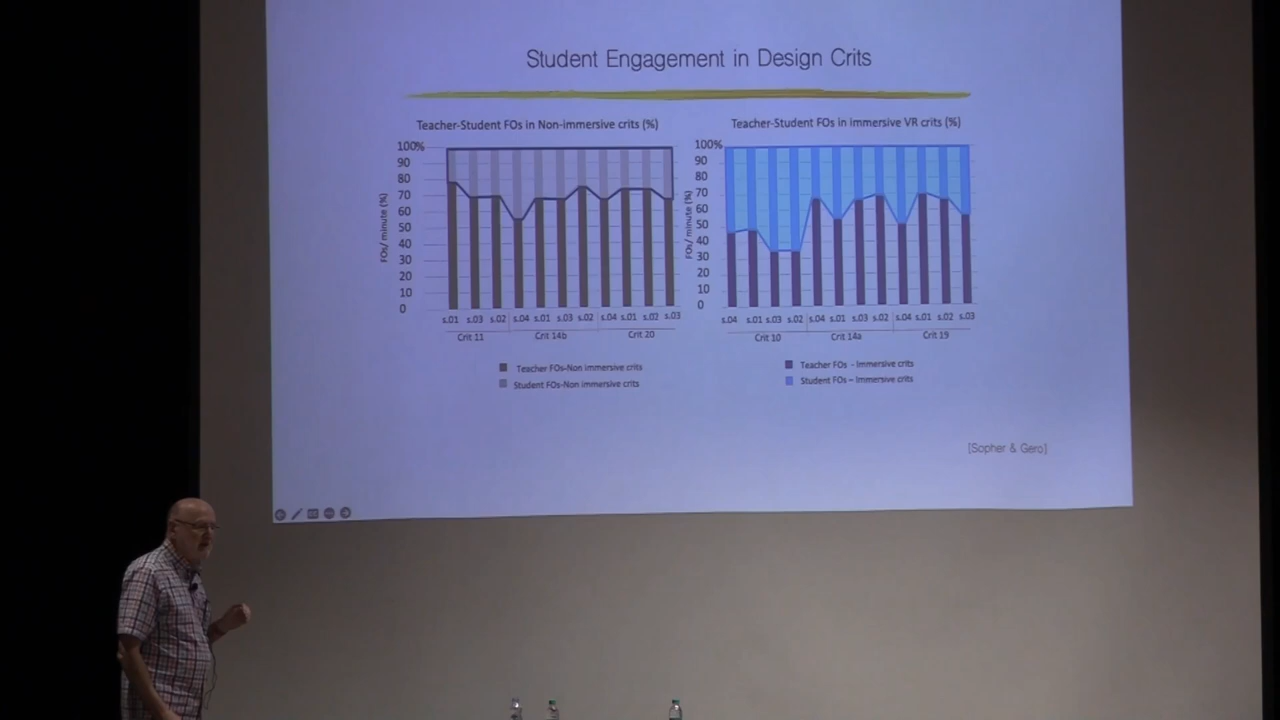 Student Engagement in Design Crits
Teacher-Student FOs in Non-immersive crits (%)
100%
90
80
70
60
50
40
30
20
10
0
FOs/ minute (%)
s.01 s.03 s.02 s.04 s.01 s.03 s.02 s.04 s.01 s.02 s.03
Crit 11 Crit 14b Crit 20
Teacher FOs-Non immersive crits
Student FOs-Non immersive crits
Teacher-Student FOs in immersive VR crits (%)
100%
90
80
70
60
50
40
30
20
10
0
FOs/ minute (%)
s.04 s.01 s.03 s.02 s.04 s.01 s.03 s.02 s.04 s.01 s.02 s.03
Crit 10 Crit 14a Crit 19
Teacher FOs - Immersive crits
Student FOs – Immersive crits
[Sopher & Gero]